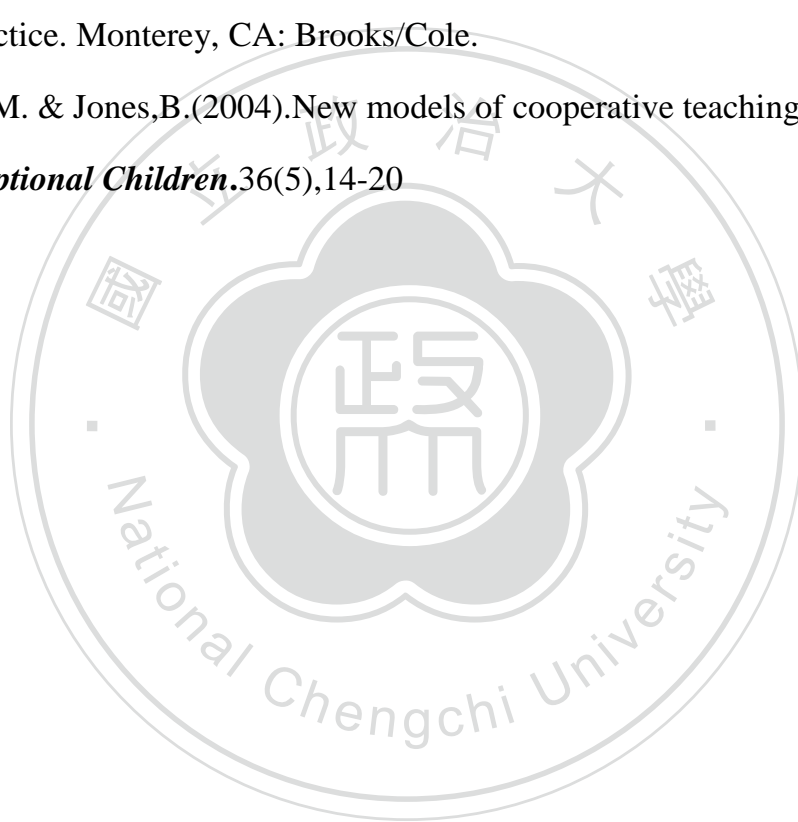 ctice. Monterey, CA: Brooks/Cole.
M. & Jones,B.(2004).New models of cooperative teaching
ptional Children.36(5),14-20
國立政治大學
政
National Chengchi University